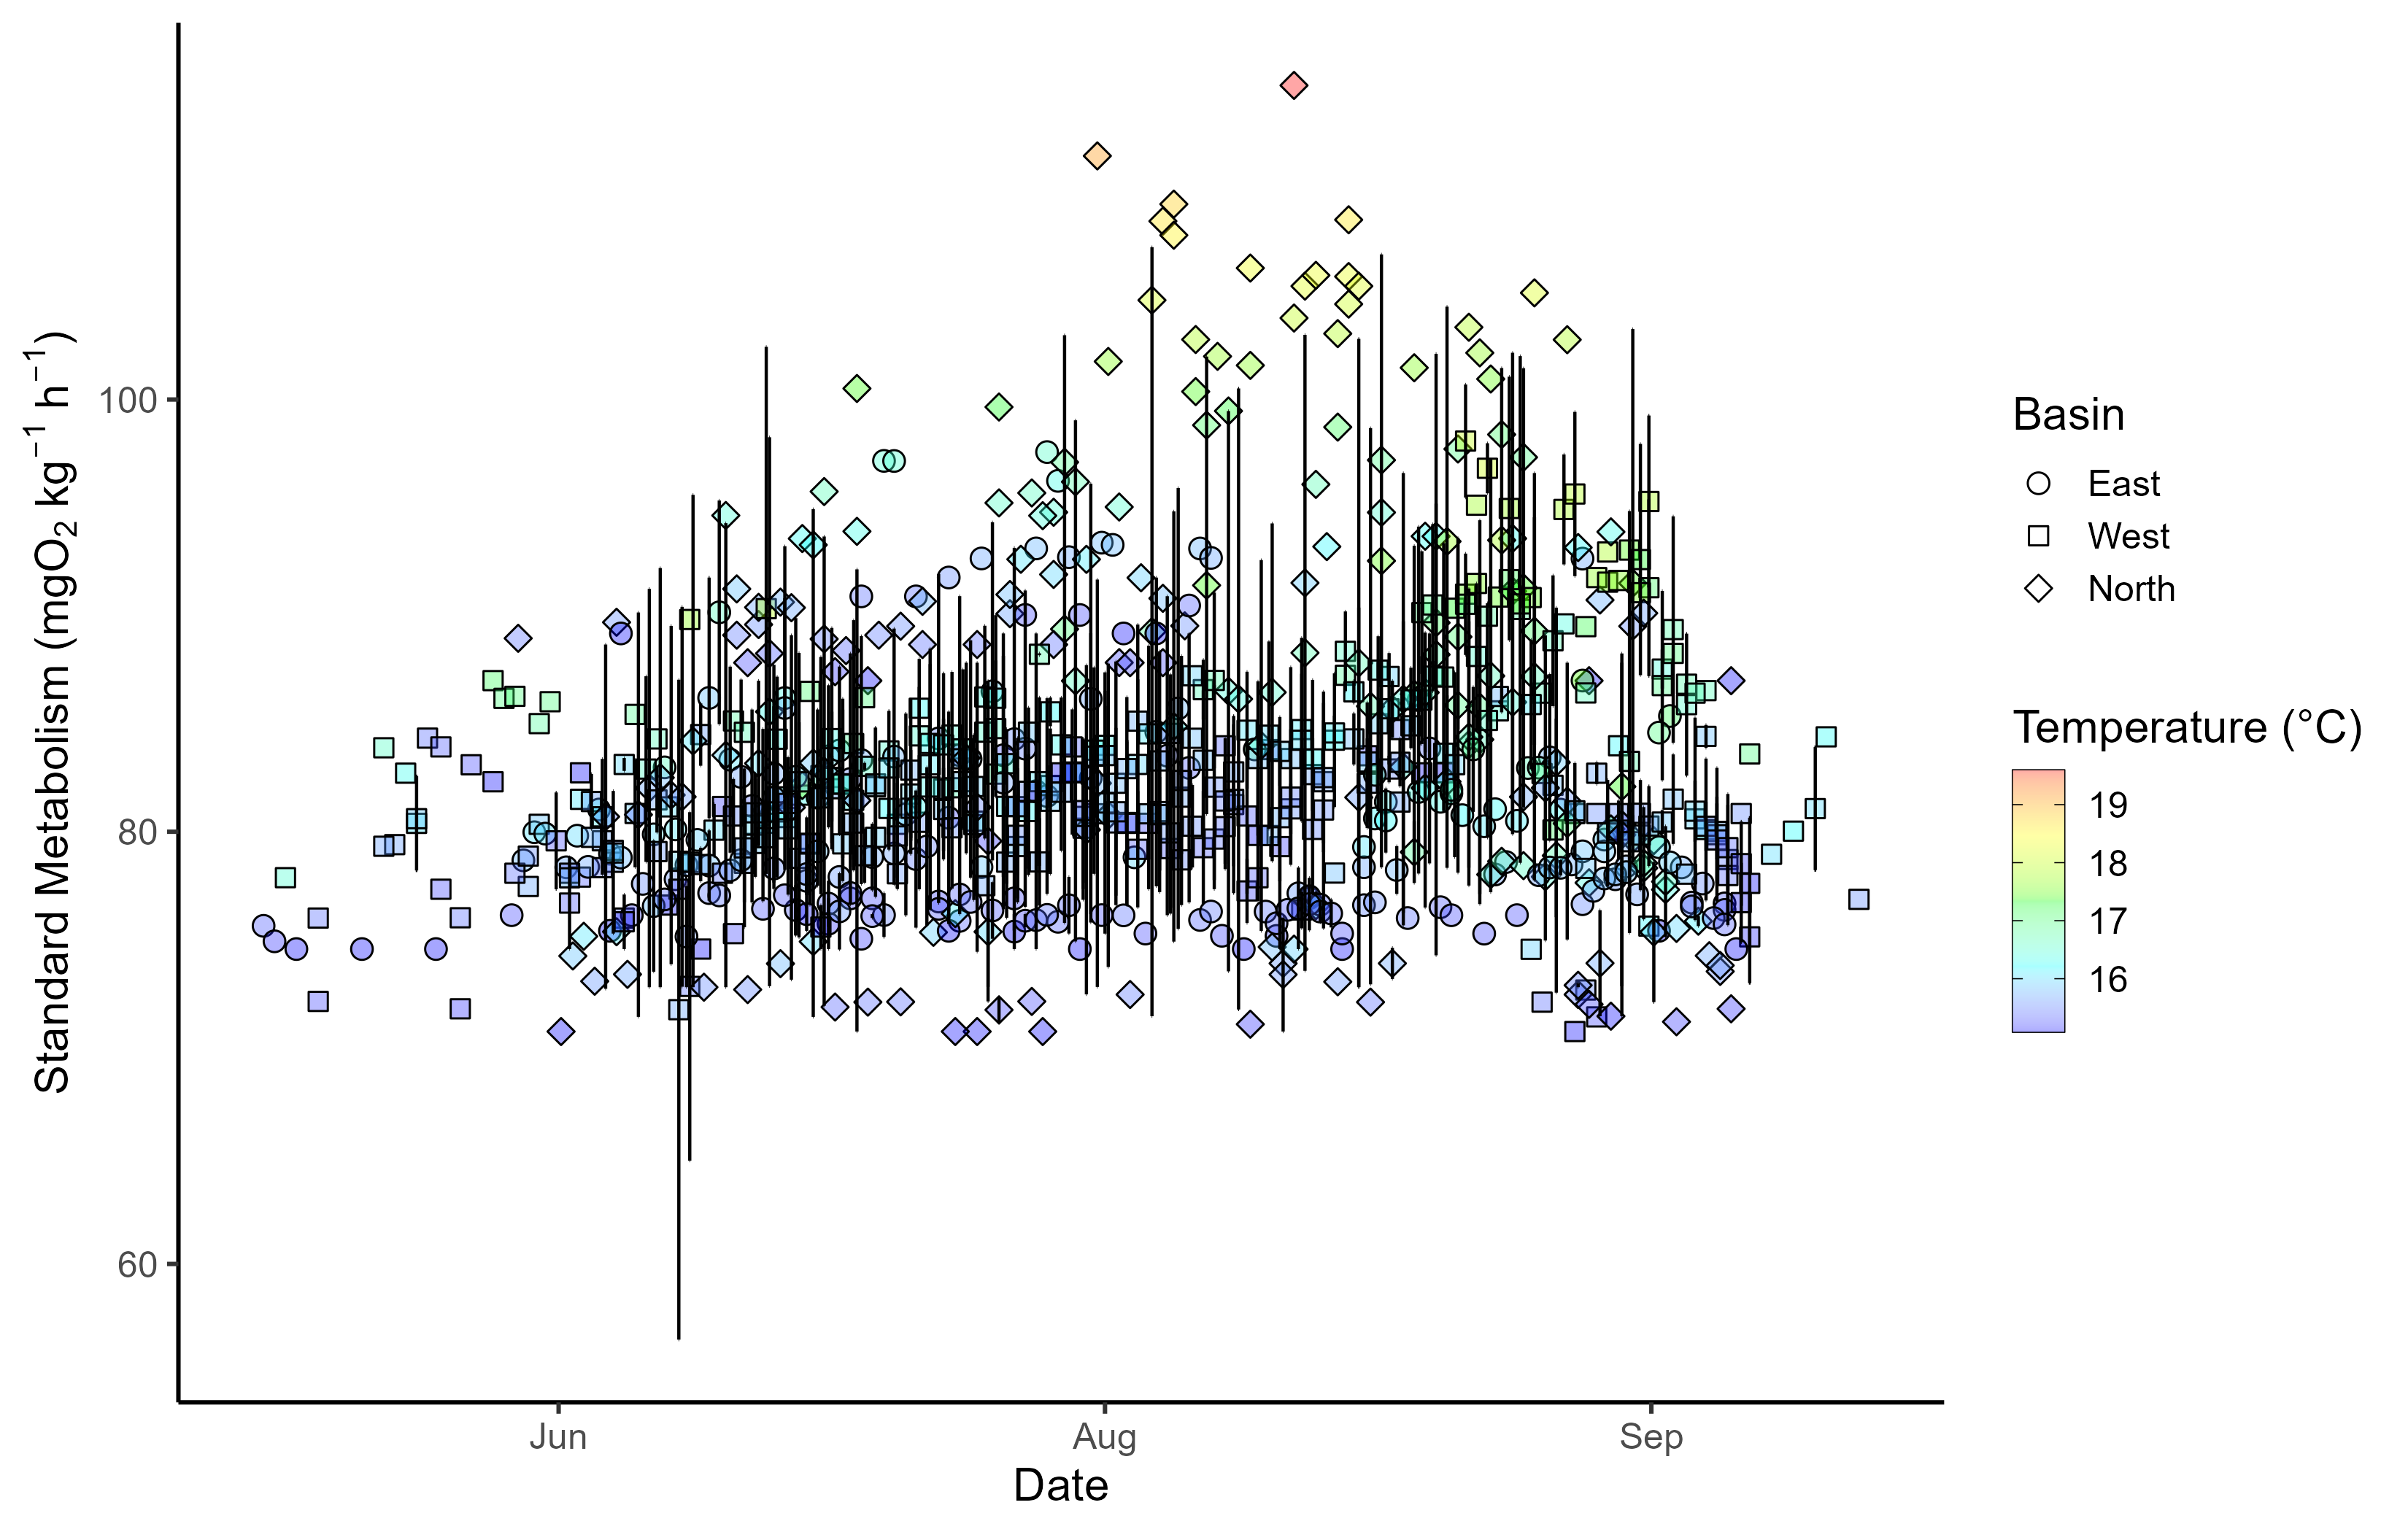 Standard Metabolism (mgO₂ kg⁻¹ h⁻¹)
100
80
60
Jun
Aug
Sep
Date
Basin
East
West
North
Temperature (°C)
19
18
17
16